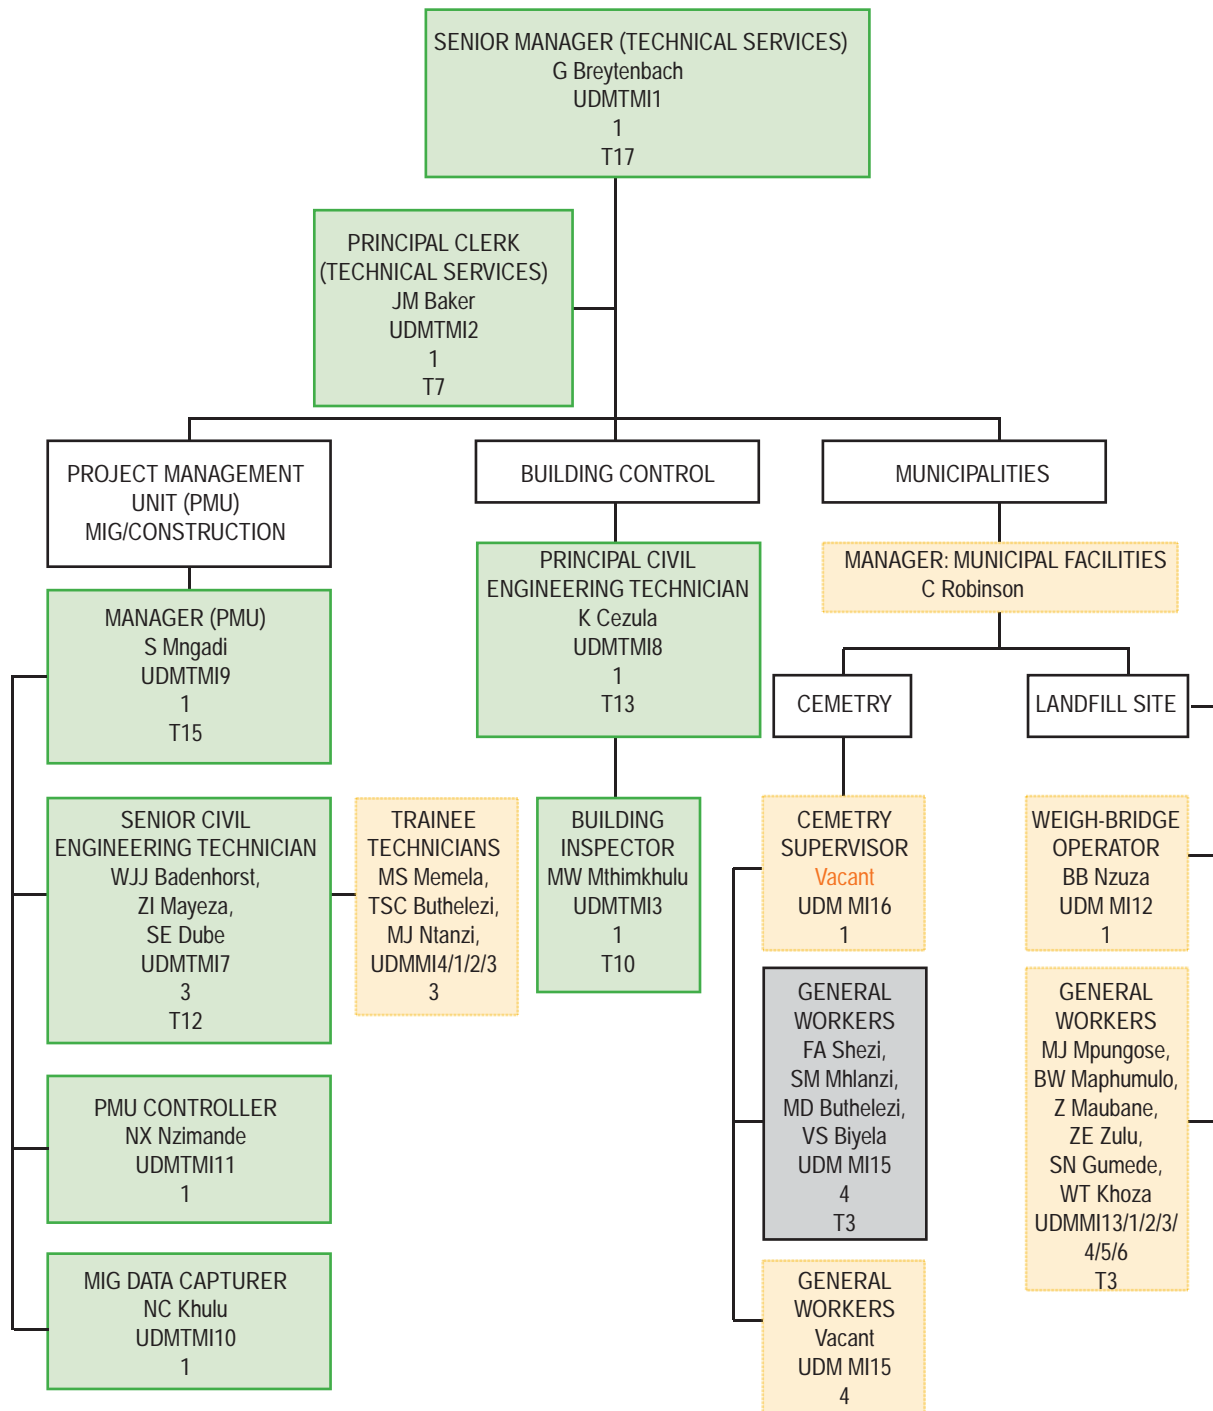 SENIOR MANAGER (TECHNICAL SERVICES)
G Breytenbach
UDMTMI1
1
T17
PRINCIPAL CLERK
(TECHNICAL SERVICES)
JM Baker
UDMTMI2
1
T7
PROJECT MANAGEMENT
UNIT (PMU)
MIG/CONSTRUCTION
BUILDING CONTROL
MUNICIPALITIES
MANAGER (PMU)
S Mngadi
UDMTMI9
1
T15
PRINCIPAL CIVIL
ENGINEERING TECHNICIAN
K Cezula
UDMTMI8
1
T13
MANAGER: MUNICIPAL FACILITIES
C Robinson
CEMETRY
LANDFILL SITE
SENIOR CIVIL
ENGINEERING TECHNICIAN
WJJ Badenhorst,
ZI Mayeza,
SE Dube
UDMTMI7
3
T12
TRAINEE
TECHNICIANS
MS Memela,
TSC Buthelezi,
MJ Ntanzi,
UDMMI4/1/2/3
3
BUILDING
INSPECTOR
MW Mthimkhulu
UDMTMI3
1
T10
CEMETRY
SUPERVISOR
Vacant
UDM MI16
1
WEIGH-BRIDGE
OPERATOR
BB Nzuza
UDM MI12
1
GENERAL
WORKERS
FA Shezi,
SM Mhlanzi,
MD Buthelezi,
VS Biyela
UDM MI15
4
T3
GENERAL
WORKERS
MJ Mpungose,
BW Maphumulo,
Z Maubane,
ZE Zulu,
SN Gumede,
WT Khoza
UDMMI13/1/2/3/
4/5/6
T3
PMU CONTROLLER
NX Nzimande
UDMTMI11
1
MIG DATA CAPTURER
NC Khulu
UDMTMI10
1
GENERAL
WORKERS
Vacant
UDM MI15
4